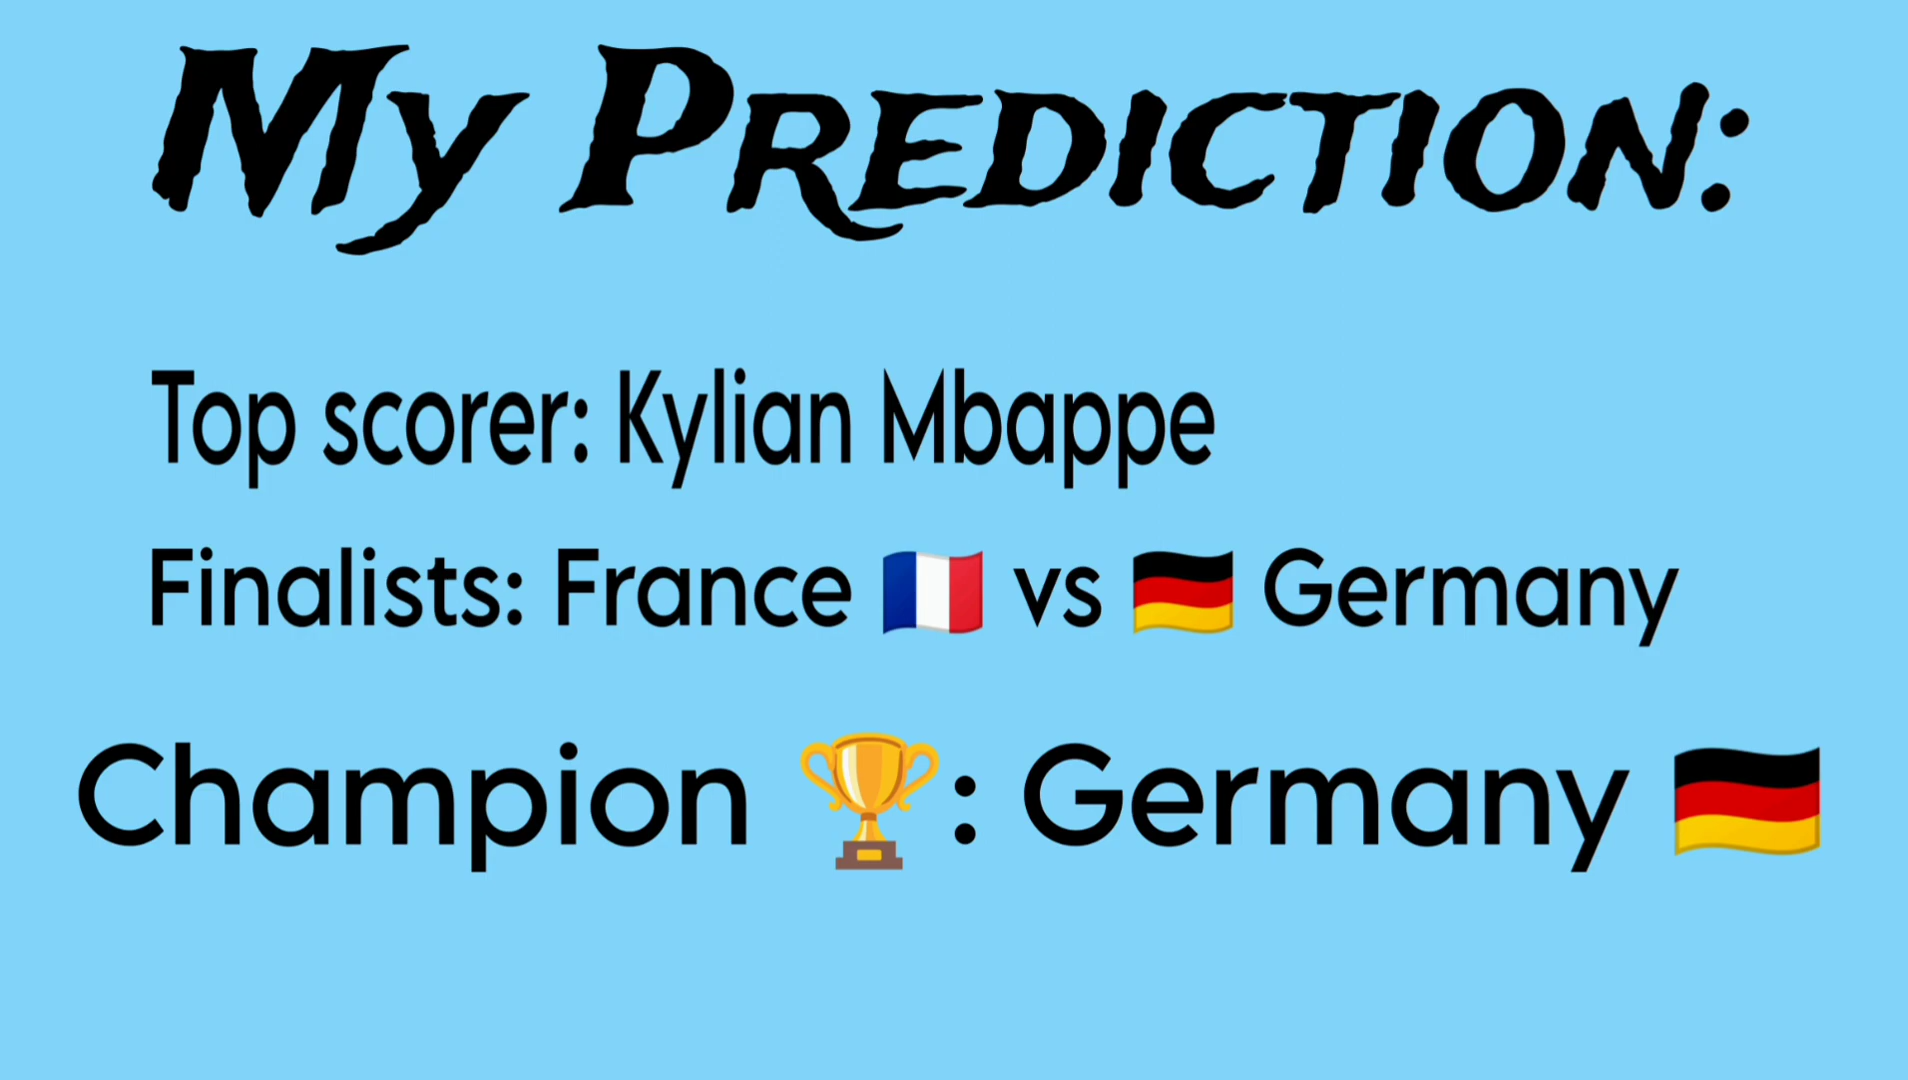 My Prediction:
Top scorer: Kylian Mbappe
Finalists: France 🇫🇷 vs 🇩🇪 Germany
Champion 🏆: Germany 🇩🇪